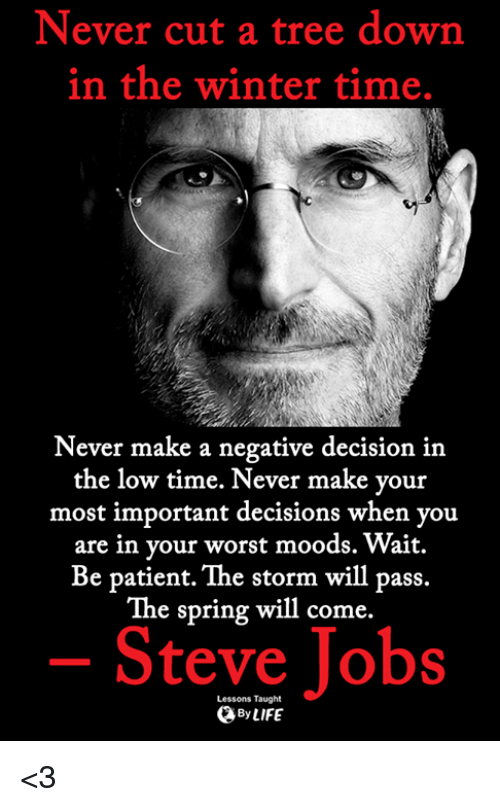 Never cut a tree down
in the winter time.
Never make a negative decision in
the low time. Never make your
most important decisions when you
are in your worst moods. Wait.
Be patient. The storm will pass.
The spring will come.
– Steve Jobs
Lessons Taught
By LIFE
<3